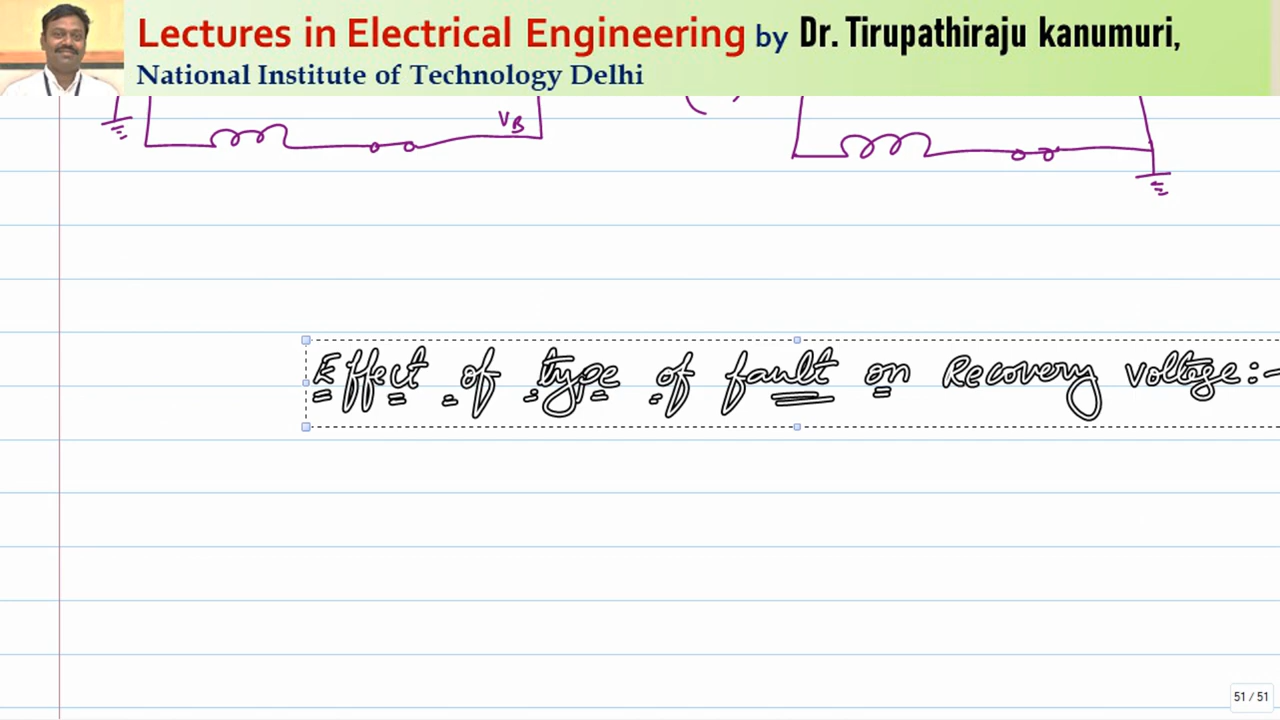 Lectures in Electrical Engineering by Dr. Tirupathiraju kanumuri,
National Institute of Technology Delhi
VB
Effect of type of fault on Recovery voltage:-
51 / 51